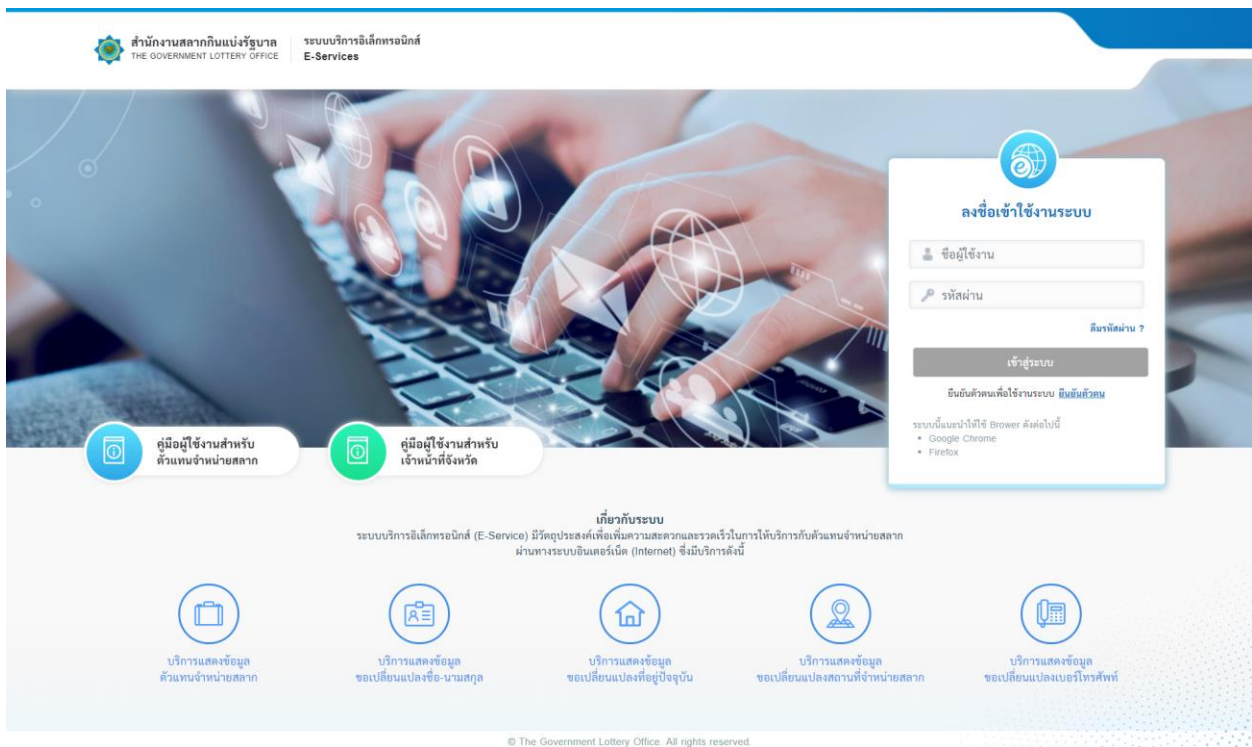 สำนักงานสลากกินแบ่งรัฐบาล
THE GOVERNMENT LOTTERY OFFICE
ระบบบริการอิเล็กทรอนิกส์
E-Services
ลงชื่อเข้าใช้งานระบบ
ชื่อผู้ใช้งาน
รหัสผ่าน
ลืมรหัสผ่าน ?
เข้าสู่ระบบ
ยืนยันตัวตนเพื่อใช้งานระบบ ยืนยันตัวตน
ระบบนี้แนะนำให้ใช้ Brower ดังต่อไปนี้
• Google Chrome
• Firefox
คู่มือผู้ใช้งานสำหรับ
ตัวแทนจำหน่ายสลาก
คู่มือผู้ใช้งานสำหรับ
เจ้าหน้าที่จังหวัด
เกี่ยวกับระบบ
ระบบบริการอิเล็กทรอนิกส์ (E-Service) มีวัตถุประสงค์เพื่อเพิ่มความสะดวกและรวดเร็วในการให้บริการกับตัวแทนจำหน่ายสลาก
ผ่านทางระบบอินเตอร์เน็ต (Internet) ซึ่งมีบริการดังนี้
บริการแสดงข้อมูล
ตัวแทนจำหน่ายสลาก
บริการแสดงข้อมูล
ขอเปลี่ยนแปลงชื่อ-นามสกุล
บริการแสดงข้อมูล
ขอเปลี่ยนแปลงที่อยู่ปัจจุบัน
บริการแสดงข้อมูล
ขอเปลี่ยนแปลงสถานที่จำหน่ายสลาก
บริการแสดงข้อมูล
ขอเปลี่ยนแปลงเบอร์โทรศัพท์
© The Government Lottery Office. All rights reserved.